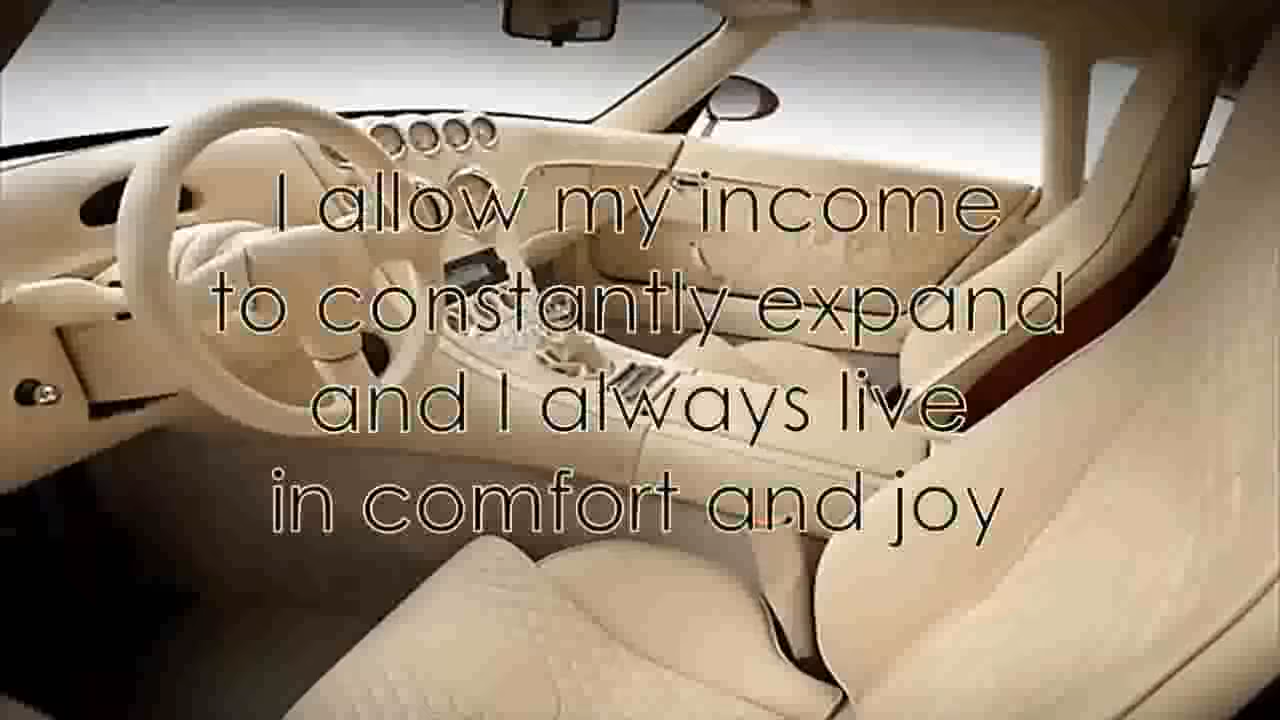 I allow my income
to constantly expand
and I always live
in comfort and joy